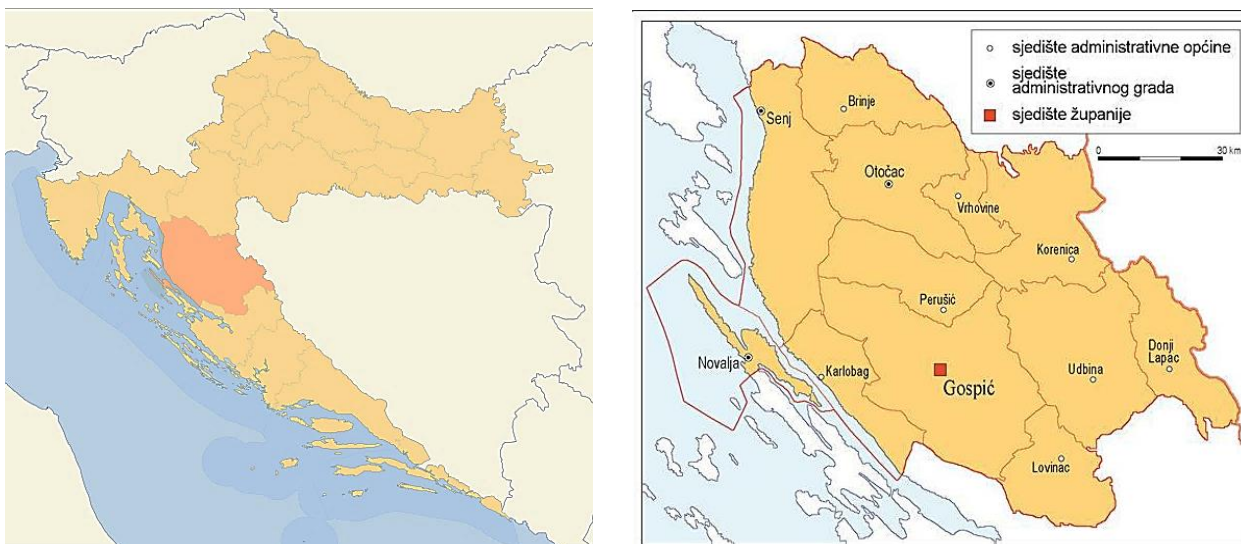 sjedište administrativne općine
sjedište
administrativnog grada
sjedište županije
0 30 km
Senj
Brinje
Otočac
Vrhovine
Korenica
Perušić
Novalja
Karlobag
Gospić
Udbina
Donji
Lapac
Lovinac